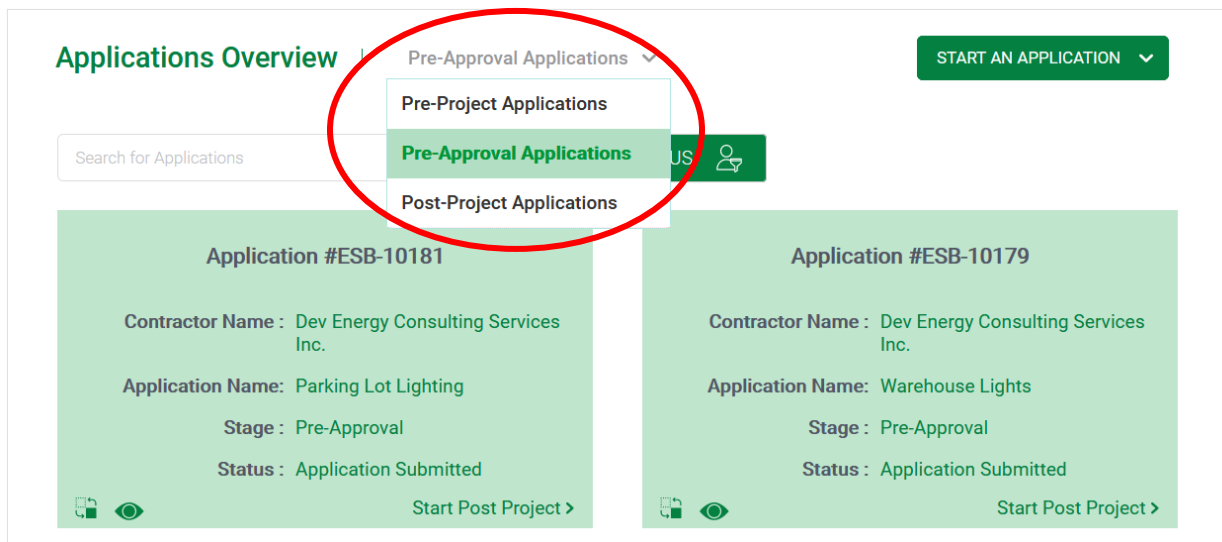 Applications Overview
Pre-Approval Applications
START AN APPLICATION
Pre-Project Applications
Pre-Approval Applications
Post-Project Applications
Search for Applications
US
Application #ESB-10181
Contractor Name : Dev Energy Consulting Services
Inc.
Application Name: Parking Lot Lighting
Stage : Pre-Approval
Status : Application Submitted
Start Post Project >
Application #ESB-10179
Contractor Name : Dev Energy Consulting Services
Inc.
Application Name: Warehouse Lights
Stage : Pre-Approval
Status : Application Submitted
Start Post Project >